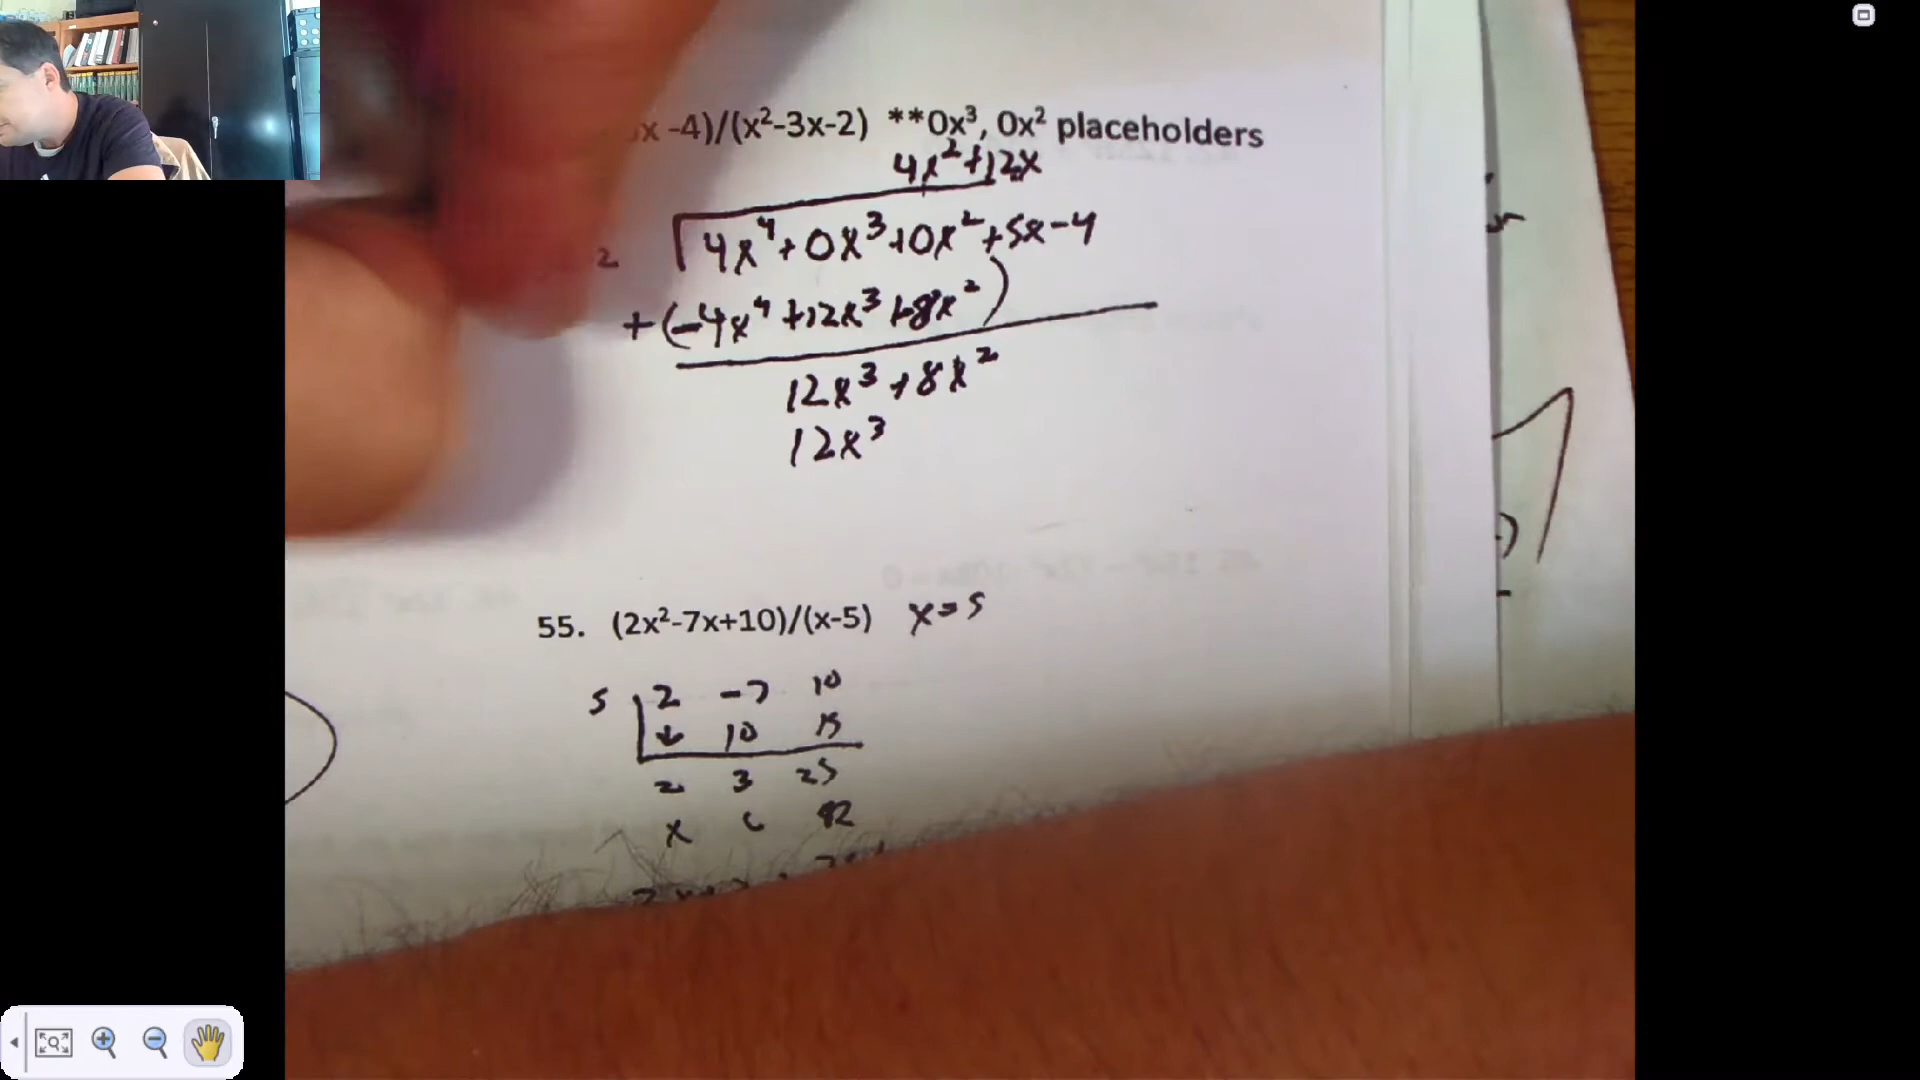 x -4)/(x²-3x-2) **0x³, 0x² placeholders
4x²+12x
2 4x⁴+0x³+0x²+5x-4
+(-4x⁴+12x³+8x²)
12x³+8x²
12x³
55. (2x²-7x+10)/(x-5) x=5
5 2 -7 10
↓ 10 15
2 3 25
x C R